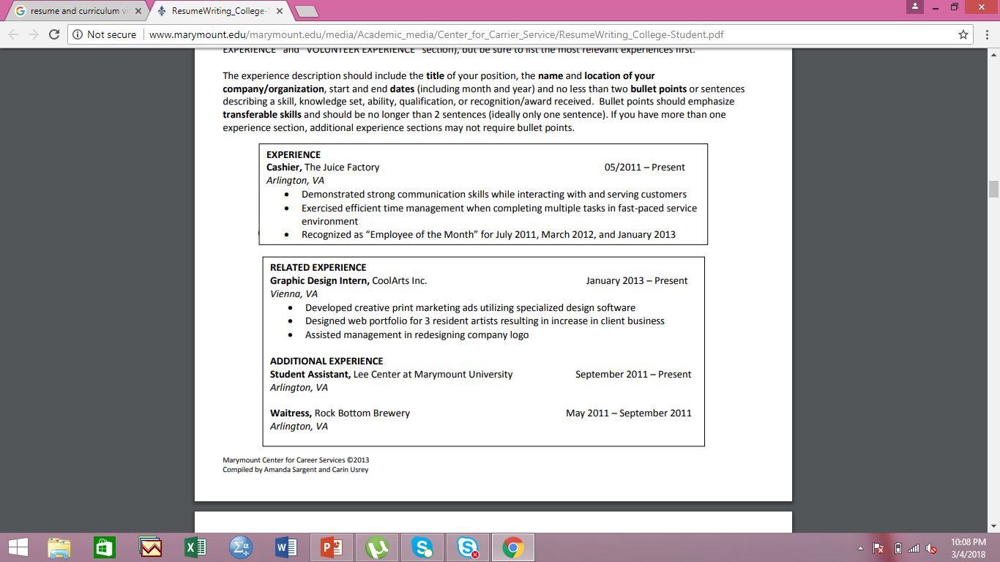 resume and curriculum vi
ResumeWriting_College-S
Not secure
www.marymount.edu/marymount.edu/media/Academic_media/Center_for_Carrier_Service/ResumeWriting_College-Student.pdf
EXPERIENCE" and "VOLUNTEER EXPERIENCE" section), but be sure to list the most relevant experiences first.
The experience description should include the title of your position, the name and location of your
company/organization, start and end dates (including month and year) and no less than two bullet points or sentences
describing a skill, knowledge set, ability, qualification, or recognition/award received. Bullet points should emphasize
transferable skills and should be no longer than 2 sentences (ideally only one sentence). If you have more than one
experience section, additional experience sections may not require bullet points.
EXPERIENCE
Cashier, The Juice Factory 05/2011 – Present
Arlington, VA
• Demonstrated strong communication skills while interacting with and serving customers
• Exercised efficient time management when completing multiple tasks in fast-paced service
environment
• Recognized as “Employee of the Month” for July 2011, March 2012, and January 2013
RELATED EXPERIENCE
Graphic Design Intern, CoolArts Inc. January 2013 – Present
Vienna, VA
• Developed creative print marketing ads utilizing specialized design software
• Designed web portfolio for 3 resident artists resulting in increase in client business
• Assisted management in redesigning company logo
ADDITIONAL EXPERIENCE
Student Assistant, Lee Center at Marymount University September 2011 – Present
Arlington, VA
Waitress, Rock Bottom Brewery May 2011 – September 2011
Arlington, VA
Marymount Center for Career Services ©2013
Compiled by Amanda Sargent and Carin Usrey
10:08 PM
3/4/2018